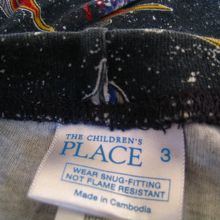 THE CHILDREN'S
PLACE 3
WEAR SNUG-FITTING
NOT FLAME RESISTANT
Made in Cambodia